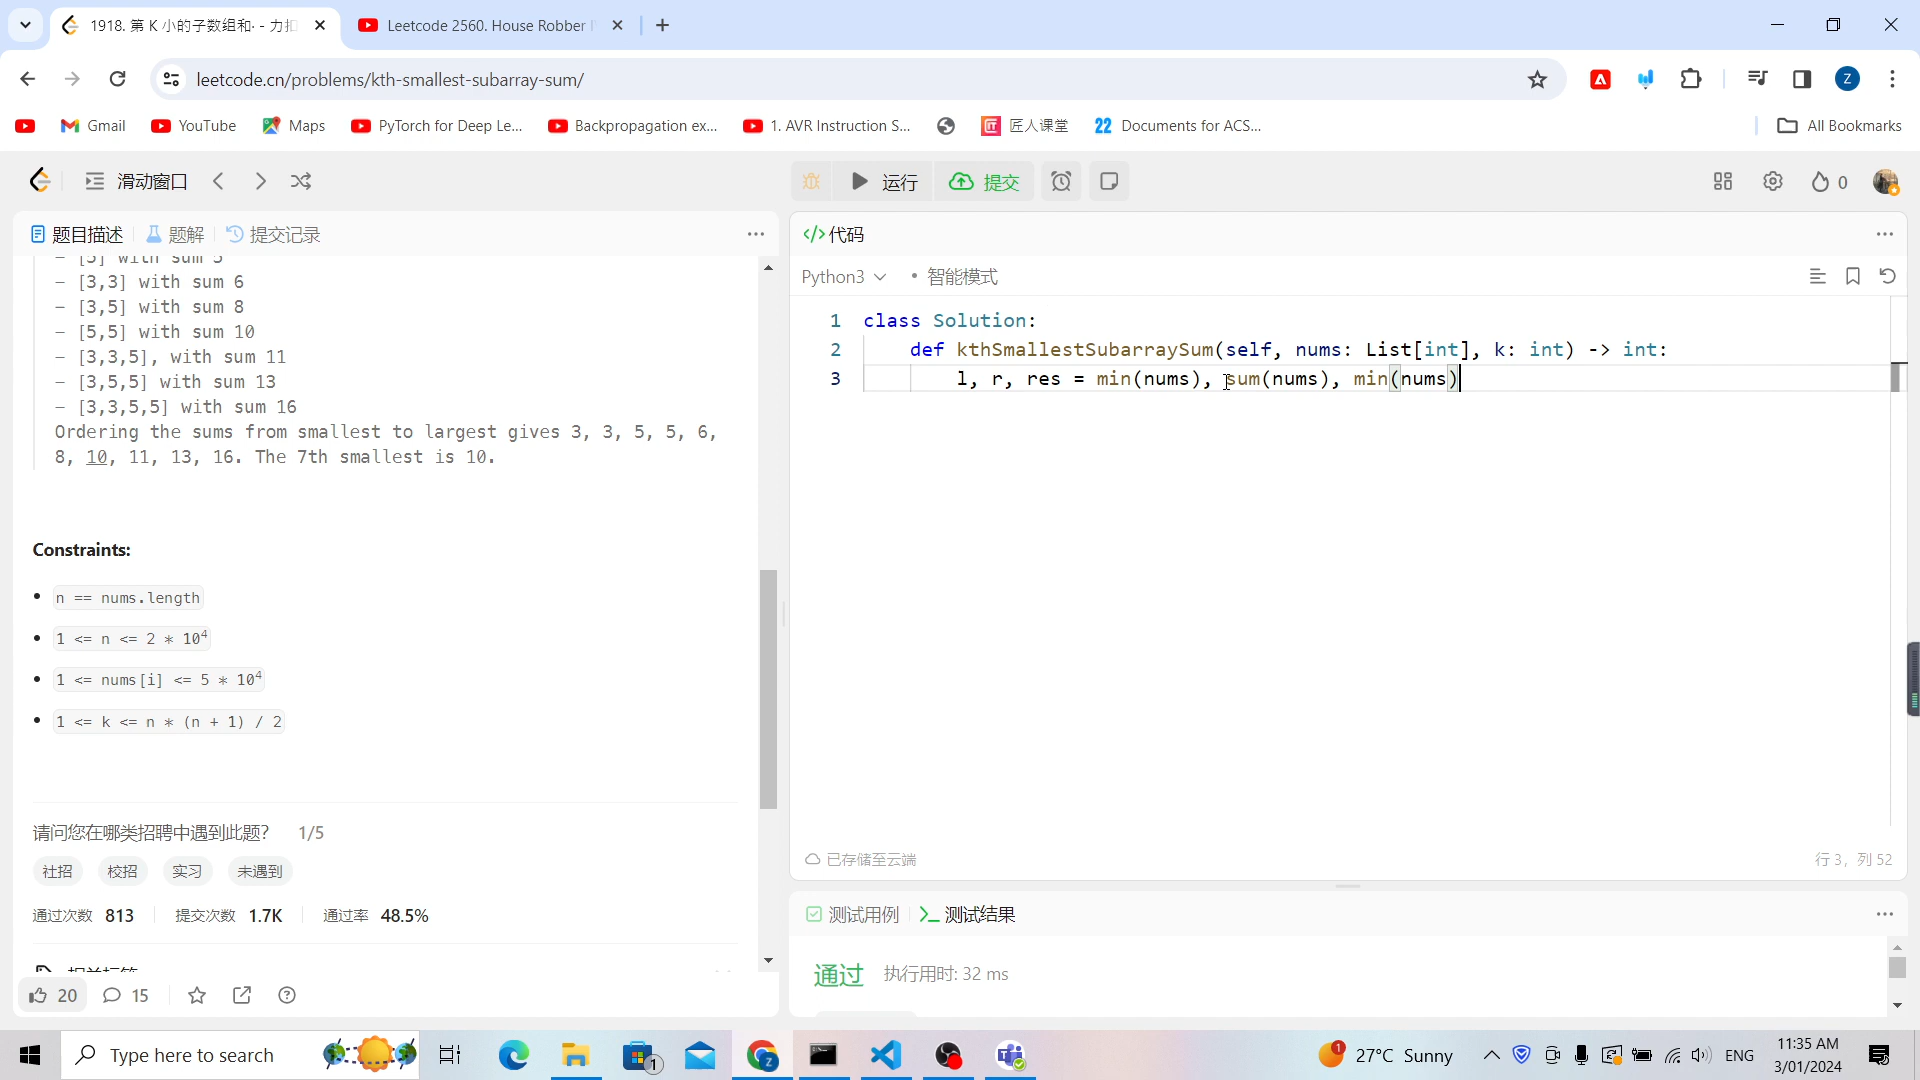 1918. 第 K 小的子数组和 - 力扣
Leetcode 2560. House Robber
leetcode.cn/problems/kth-smallest-subarray-sum/
Z
Gmail
YouTube
Maps
PyTorch for Deep Le...
Backpropagation ex...
1. AVR Instruction S...
匠人课堂
22 Documents for ACS...
All Bookmarks
滑动窗口
运行
提交
0
题目描述
题解
提交记录
</> 代码
Python3
• 智能模式
– [5] with sum 5
– [3,3] with sum 6
– [3,5] with sum 8
– [5,5] with sum 10
– [3,3,5], with sum 11
– [3,5,5] with sum 13
– [3,3,5,5] with sum 16
Ordering the sums from smallest to largest gives 3, 3, 5, 5, 6,
8, 10, 11, 13, 16. The 7th smallest is 10.
Constraints:
• n == nums.length
• 1 <= n <= 2 * 10⁴
• 1 <= nums[i] <= 5 * 10⁴
• 1 <= k <= n * (n + 1) / 2
请问您在哪类招聘中遇到此题? 1/5
社招 校招 实习 未遇到
通过次数 813 提交次数 1.7K 通过率 48.5%
20 15
1 class Solution:
2 def kthSmallestSubarraySum(self, nums: List[int], k: int) -> int:
3 l, r, res = min(nums), sum(nums), min(nums)
已存储至云端
行 3, 列 52
测试用例
测试结果
通过 执行用时: 32 ms
Type here to search
1
Z
1
27°C Sunny
ENG
11:35 AM
3/01/2024